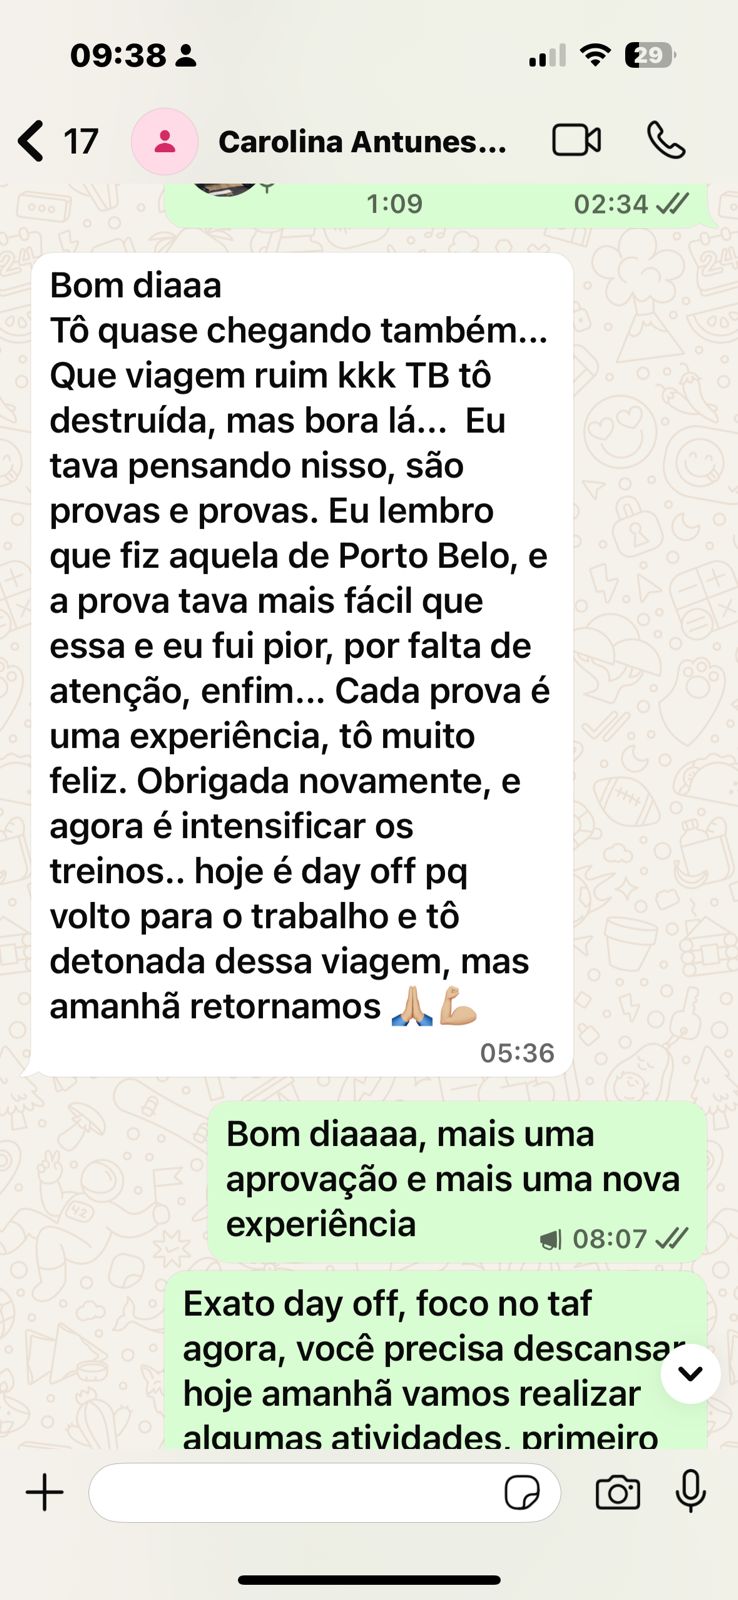 09:38
29
17
Carolina Antunes...
1:09
02:34
Bom diaaa
Tô quase chegando também...
Que viagem ruim kkk TB tô
destruída, mas bora lá... Eu
tava pensando nisso, são
provas e provas. Eu lembro
que fiz aquela de Porto Belo, e
a prova tava mais fácil que
essa e eu fui pior, por falta de
atenção, enfim... Cada prova é
uma experiência, tô muito
feliz. Obrigada novamente, e
agora é intensificar os
treinos.. hoje é day off pq
volto para o trabalho e tô
detonada dessa viagem, mas
amanhã retornamos 🙏🏼💪🏼
05:36
Bom diaaaa, mais uma
aprovação e mais uma nova
experiência
08:07
Exato day off, foco no taf
agora, você precisa descansar
hoje amanhã vamos realizar
algumas atividades, primeiro